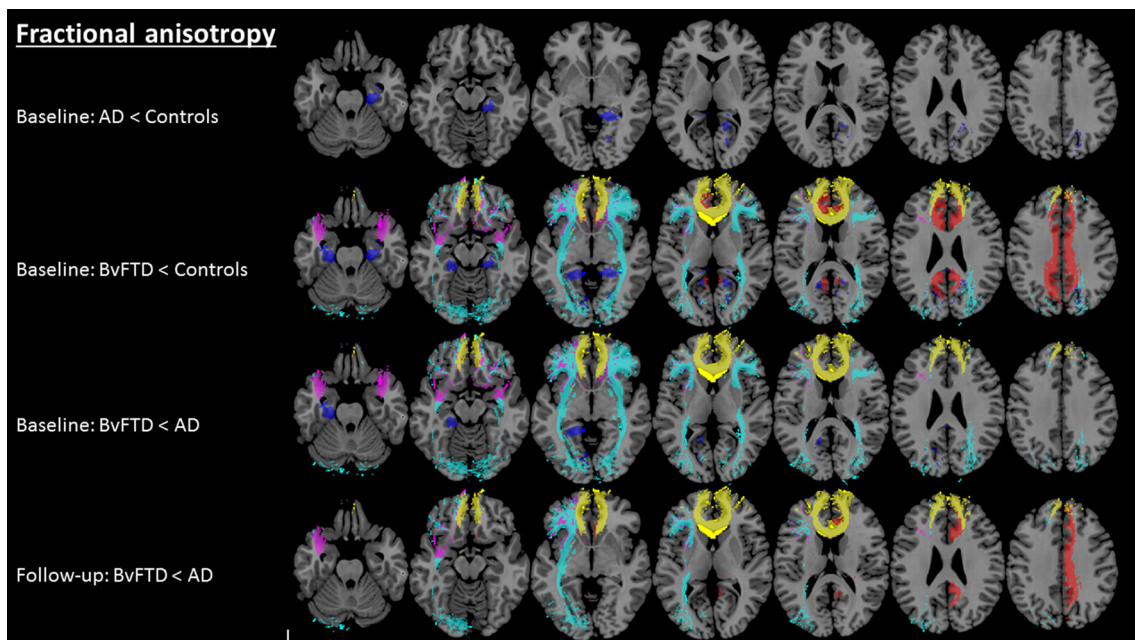 Fractional anisotropy
Baseline: AD < Controls
Baseline: BvFTD < Controls
Baseline: BvFTD < AD
Follow-up: BvFTD < AD